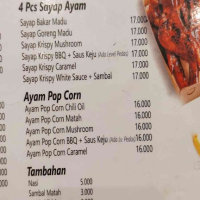 4 Pcs Sayap Ayam
Sayap Bakar Madu 17.000
Sayap Goreng Madu 17.000
Sayap Krispy Mushroom 17.000
Sayap Krispy BBQ + Saus Keju (Ada Level Pedas) 17.000
Sayap Krispy Caramel 17.000
Sayap Krispy White Sauce + Sambal 17.000
Ayam Pop Corn
Ayam Pop Corn Chili Oil 16.000
Ayam Pop Corn Matah 16.000
Ayam Pop Corn Mushroom 16.000
Ayam Pop Corn BBQ + Saus Keju 16.000
Ayam Pop Corn Caramel 16.000
Tambahan
Nasi 5.000
Sambal Matah 3.000